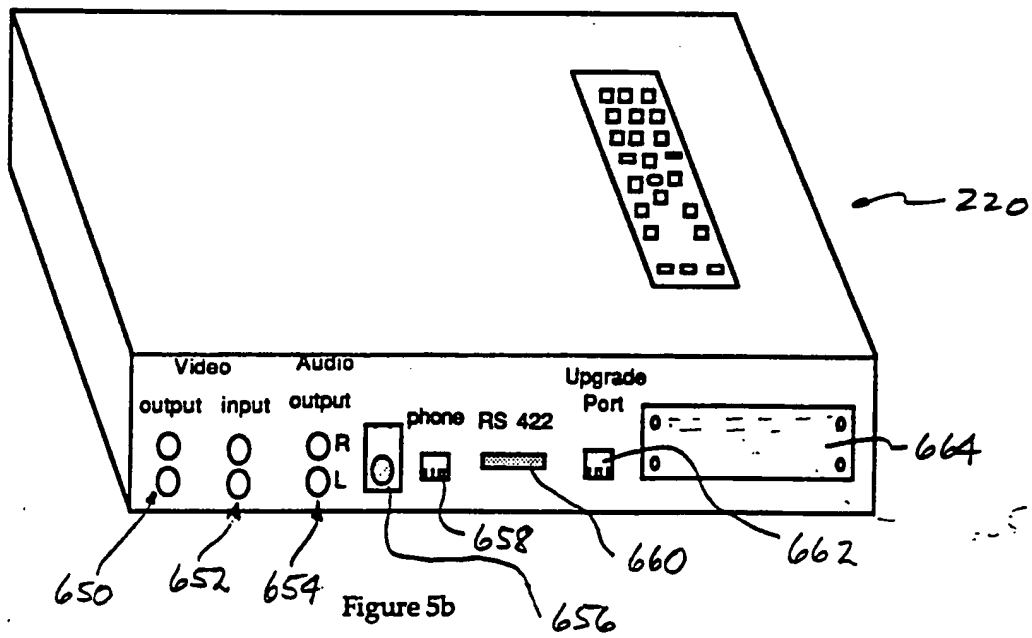 220
Video Audio
output input output
R
L
phone RS 422
Upgrade
Port
664
650 652 654 658 660 662
656
Figure 5b